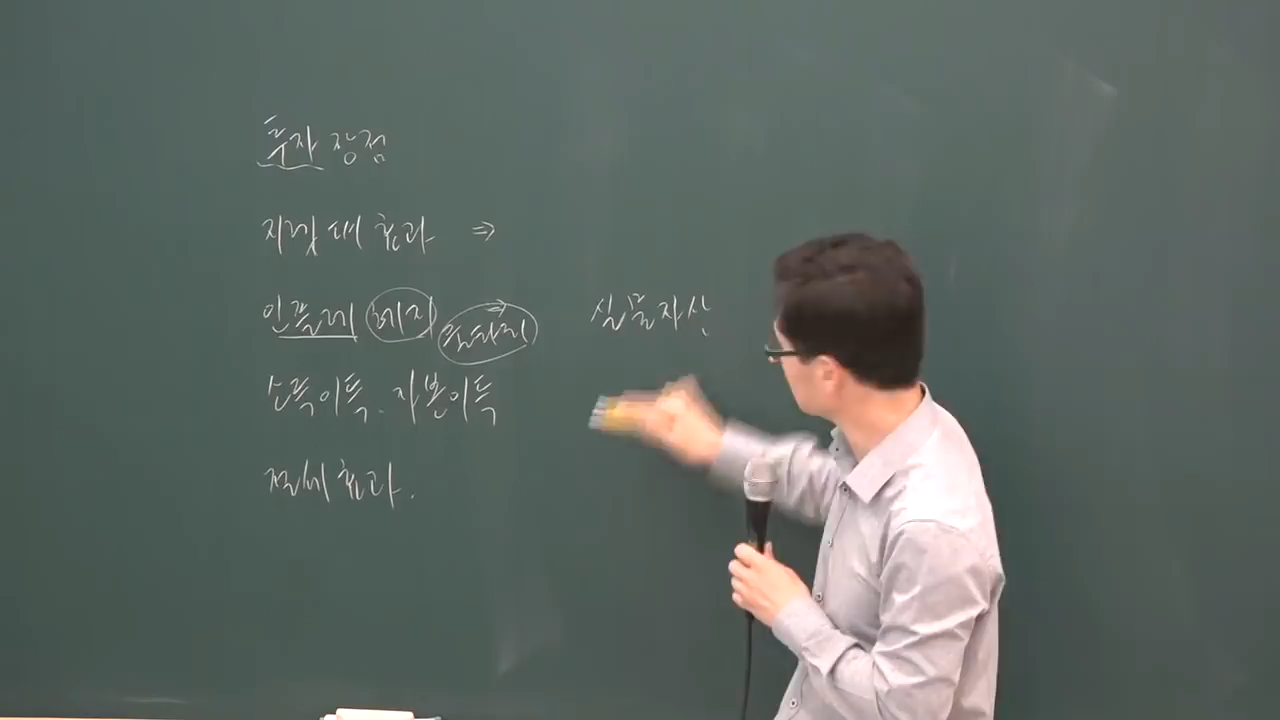 투자 장점
지렛대 효과 ⇒
인플레 헤지 ⇒ 실물자산
소득이득, 자본이득
절세 효과.